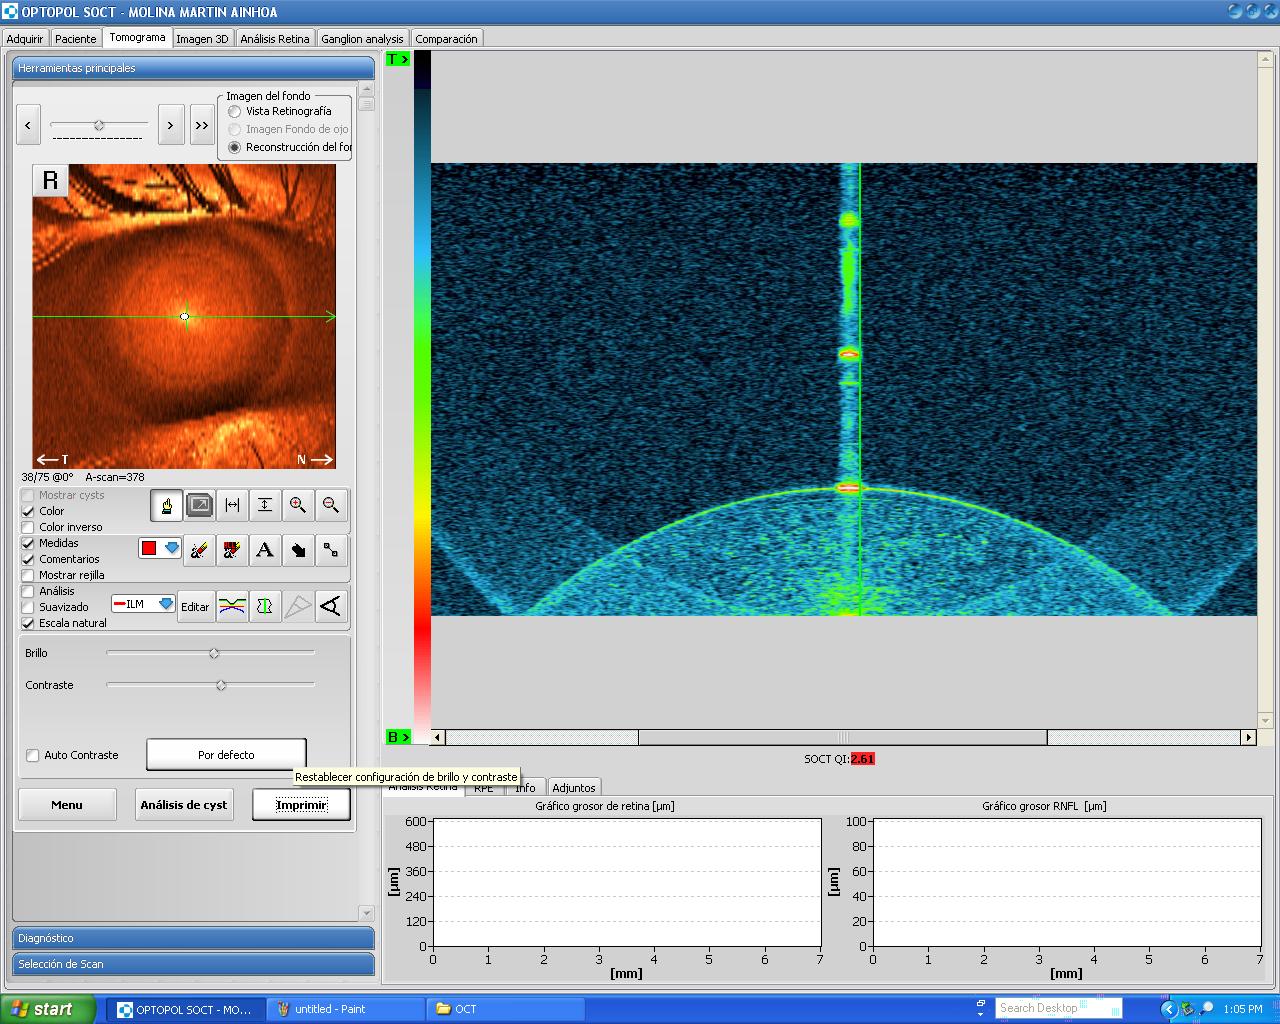 OPTOPOL SOCT - MOLINA MARTIN AINHOA
Adquirir Paciente Tomograma Imagen 3D Análisis Retina Ganglion analysis Comparación
Herramientas principales
< > >>
Imagen del fondo
Vista Retinografía
Imagen Fondo de ojo
Reconstrucción del for
R
T N
38/75 @0° A-scan=378
Mostrar cysts
Color
Color inverso
Medidas
Comentarios
Mostrar rejilla
A
Análisis
Suavizado
Escala natural
ILM Editar
Brillo
Contraste
Auto Contraste Por defecto
Restablecer configuración de brillo y contraste
Menu Análisis de cyst Imprimir
Diagnóstico
Selección de Scan
T >
B >
SOCT QI: 2.61
Análisis Retina RPE Info Adjuntos
Gráfico grosor de retina [µm]
600
480
360
240
120
0
[µm]
0 1 2 3 4 5 6 7
[mm]
Gráfico grosor RNFL [µm]
100
80
60
40
20
0
[µm]
0 1 2 3 4 5 6 7
[mm]
start OPTOPOL SOCT - MO... untitled - Paint OCT Search Desktop 1:05 PM